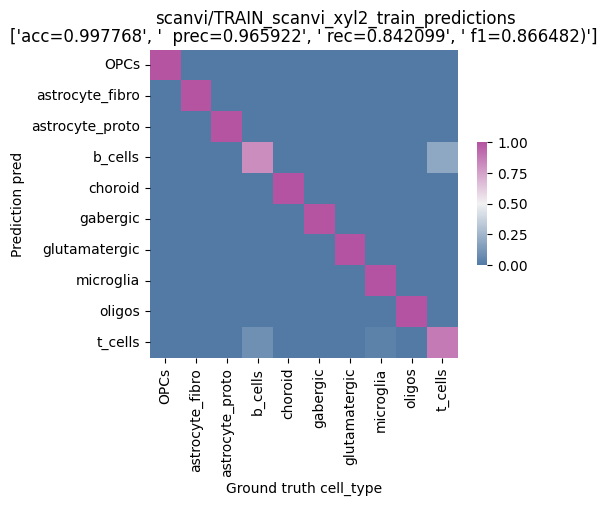 scanvi/TRAIN_scanvi_xyl2_train_predictions
['acc=0.997768', '  prec=0.965922', ' rec=0.842099', ' f1=0.866482)']
OPCs
astrocyte_fibro
astrocyte_proto
b_cells
choroid
gabergic
glutamatergic
microglia
oligos
t_cells
Prediction pred
1.00
0.75
0.50
0.25
0.00
OPCs
astrocyte_fibro
astrocyte_proto
b_cells
choroid
gabergic
glutamatergic
microglia
oligos
t_cells
Ground truth cell_type